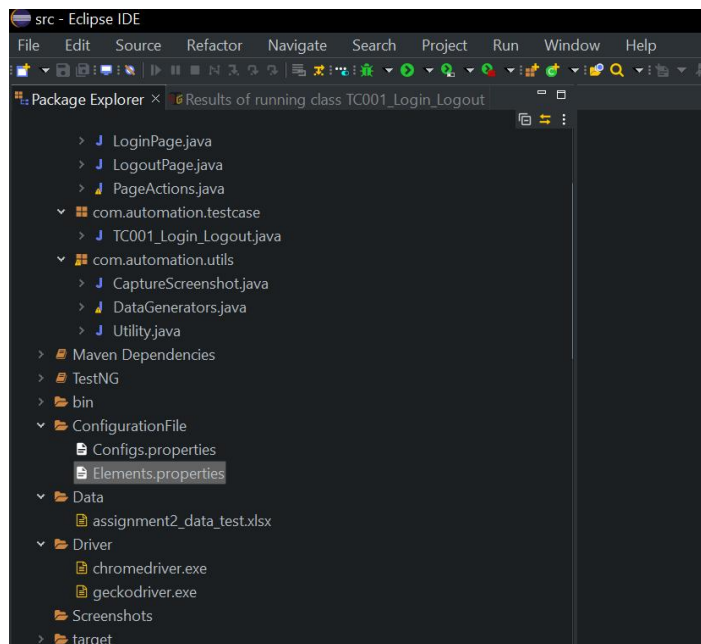 src - Eclipse IDE
File Edit Source Refactor Navigate Search Project Run Window Help
Package Explorer × Results of running class TC001_Login_Logout
LoginPage.java
LogoutPage.java
PageActions.java
com.automation.testcase
TC001_Login_Logout.java
com.automation.utils
CaptureScreenshot.java
DataGenerators.java
Utility.java
Maven Dependencies
TestNG
bin
ConfigurationFile
Configs.properties
Elements.properties
Data
assignment2_data_test.xlsx
Driver
chromedriver.exe
geckodriver.exe
Screenshots
target